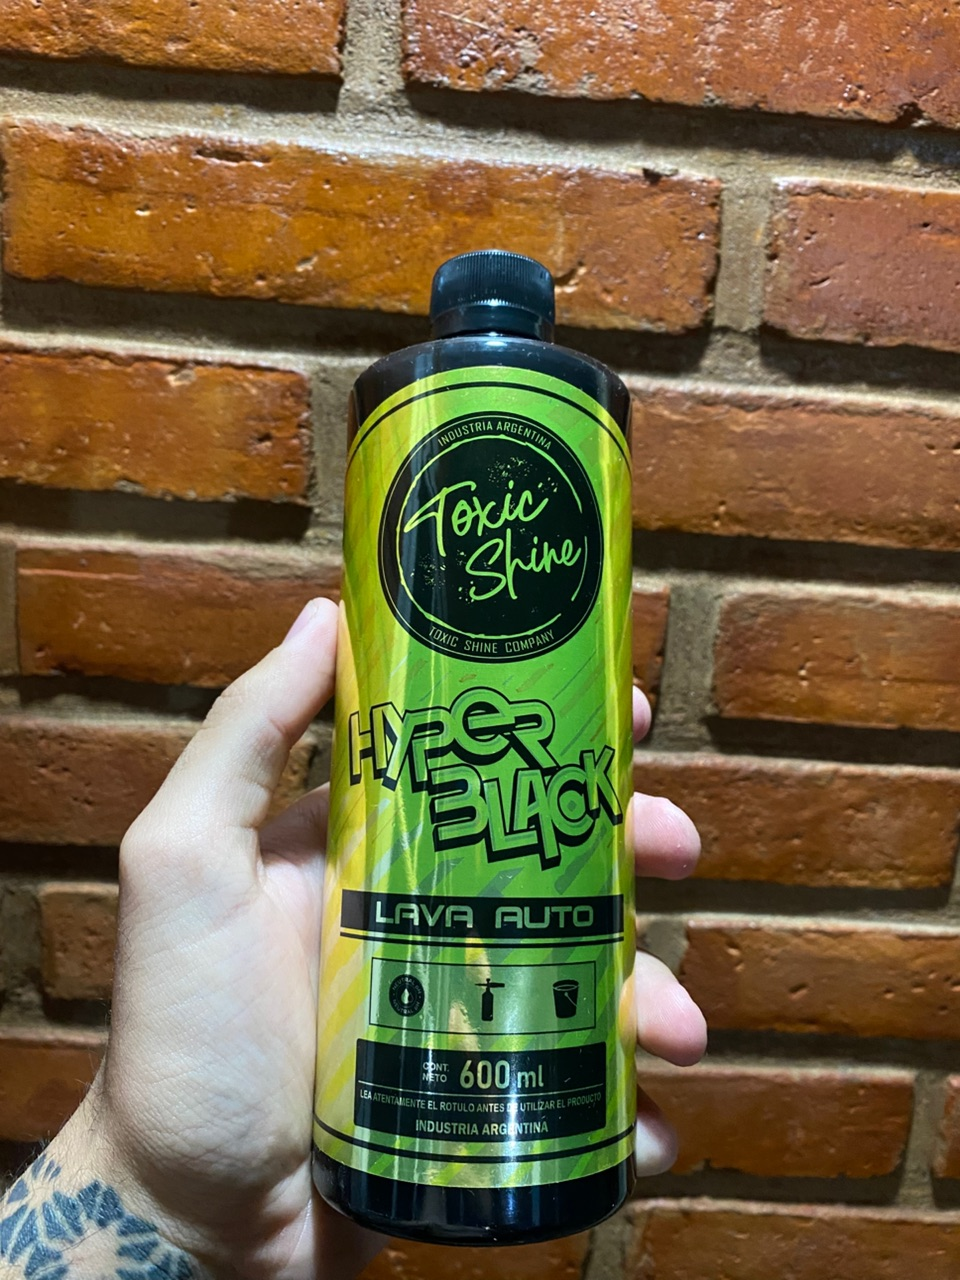 INDUSTRIA ARGENTINA
Toxic
Shine
TOXIC SHINE COMPANY
HYPER
BLACK
LAVA AUTO
CONT.
NETO
600 ml
LEA ATENTAMENTE EL ROTULO ANTES DE UTILIZAR EL PRODUCTO
INDUSTRIA ARGENTINA